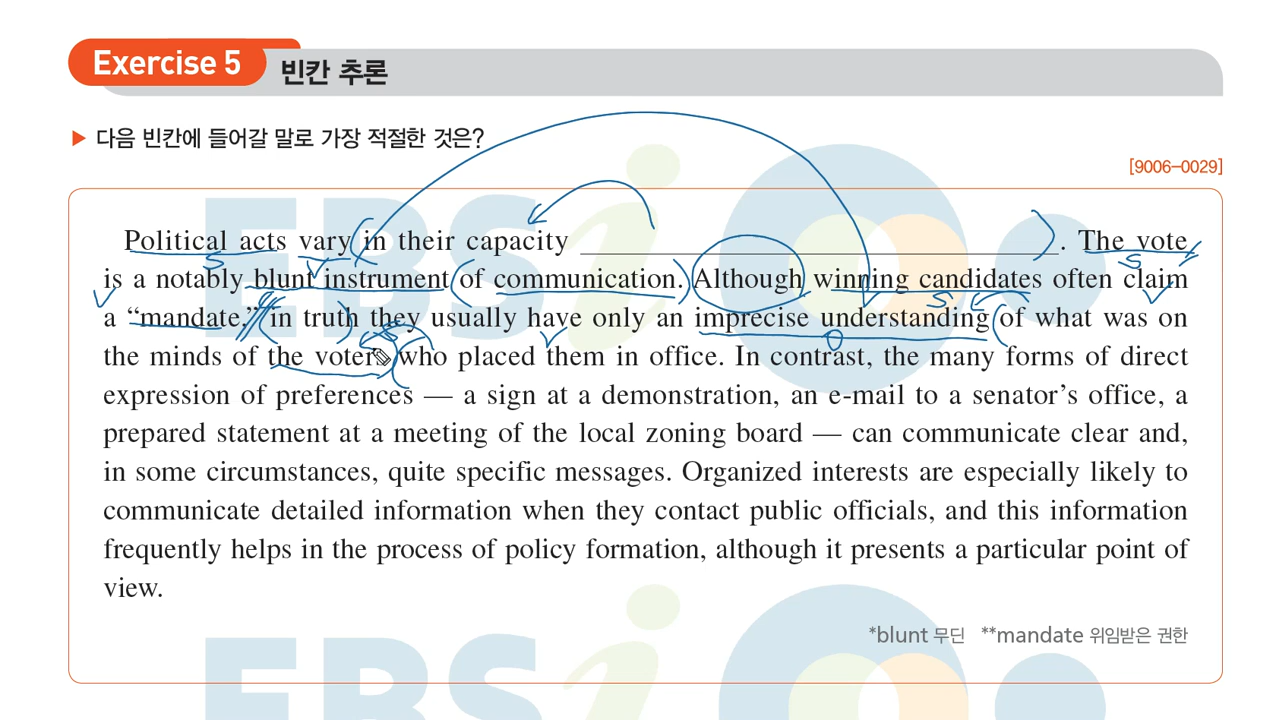 Exercise 5
빈칸 추론
▶ 다음 빈칸에 들어갈 말로 가장 적절한 것은?
[9006-0029]
Political acts vary in their capacity ________________. The vote
is a notably blunt instrument of communication. Although winning candidates often claim
a “mandate,” in truth they usually have only an imprecise understanding of what was on
the minds of the voters who placed them in office. In contrast, the many forms of direct
expression of preferences — a sign at a demonstration, an e-mail to a senator’s office, a
prepared statement at a meeting of the local zoning board — can communicate clear and,
in some circumstances, quite specific messages. Organized interests are especially likely to
communicate detailed information when they contact public officials, and this information
frequently helps in the process of policy formation, although it presents a particular point of
view.
*blunt 무딘 **mandate 위임받은 권한
EBSi
EBSi